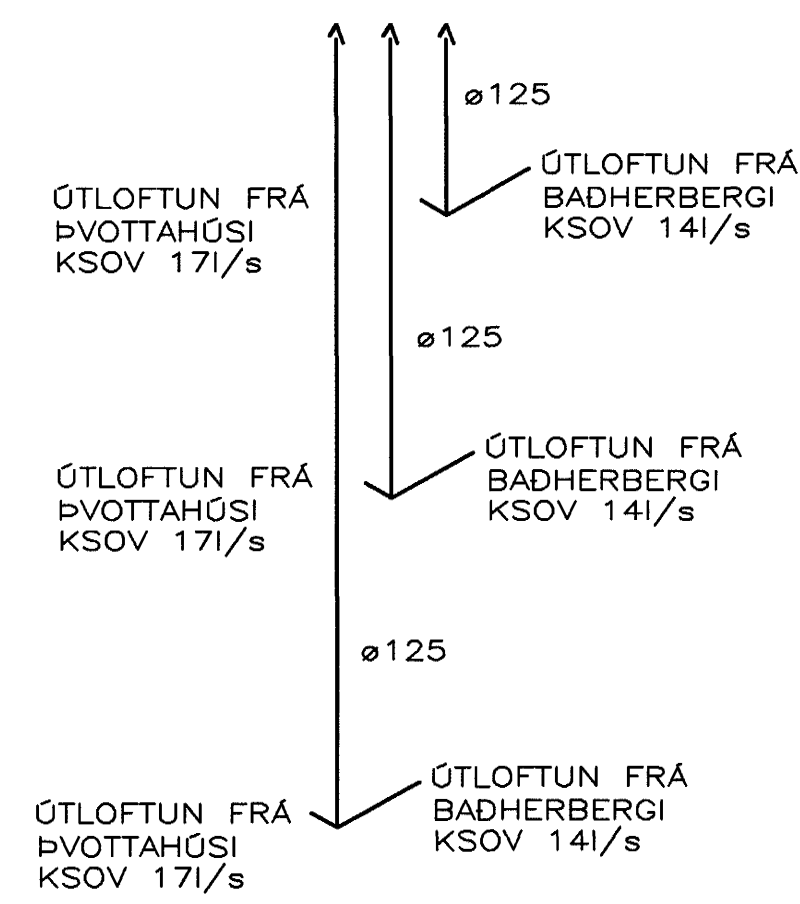 ø125
ÚTLOFTUN FRÁ
BAÐHERBERGI
KSOV 14l/s
ÚTLOFTUN FRÁ
ÞVOTTAHÚSI
KSOV 17l/s
ø125
ÚTLOFTUN FRÁ
BAÐHERBERGI
KSOV 14l/s
ÚTLOFTUN FRÁ
ÞVOTTAHÚSI
KSOV 17l/s
ø125
ÚTLOFTUN FRÁ
BAÐHERBERGI
KSOV 14l/s
ÚTLOFTUN FRÁ
ÞVOTTAHÚSI
KSOV 17l/s